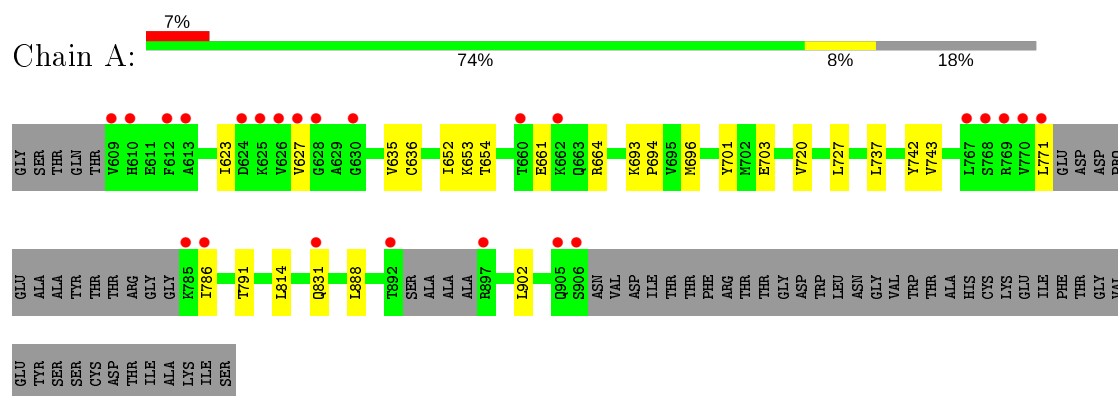 7%
Chain A:
74% 8% 18%
GLY SER THR GLN THR V609 H610 E611 F612 A613 I623 D624 K625 V626 V627 G628 A629 G630 V635 C636 I652 K653 T654 T660 E661 K662 Q663 R664 K693 P694 V695 M696 Y701 M702 E703 V720 L727 L737 Y742 V743 L767 S768 R769 V770 L771 GLU ASP ASP PRO
GLU ALA ALA TYR THR THR ARG GLY GLY K785 I786 T791 L814 Q831 L888 T892 SER ALA ALA ALA R897 L902 Q905 S906 ASN VAL ASP ILE THR THR PHE ARG THR THR GLY ASP TRP LEU ASN GLY VAL TRP THR ALA HIS CYS LYS GLU ILE PHE THR GLY VAL
GLU TYR SER SER CYS ASP THR ILE ALA LYS ILE SER